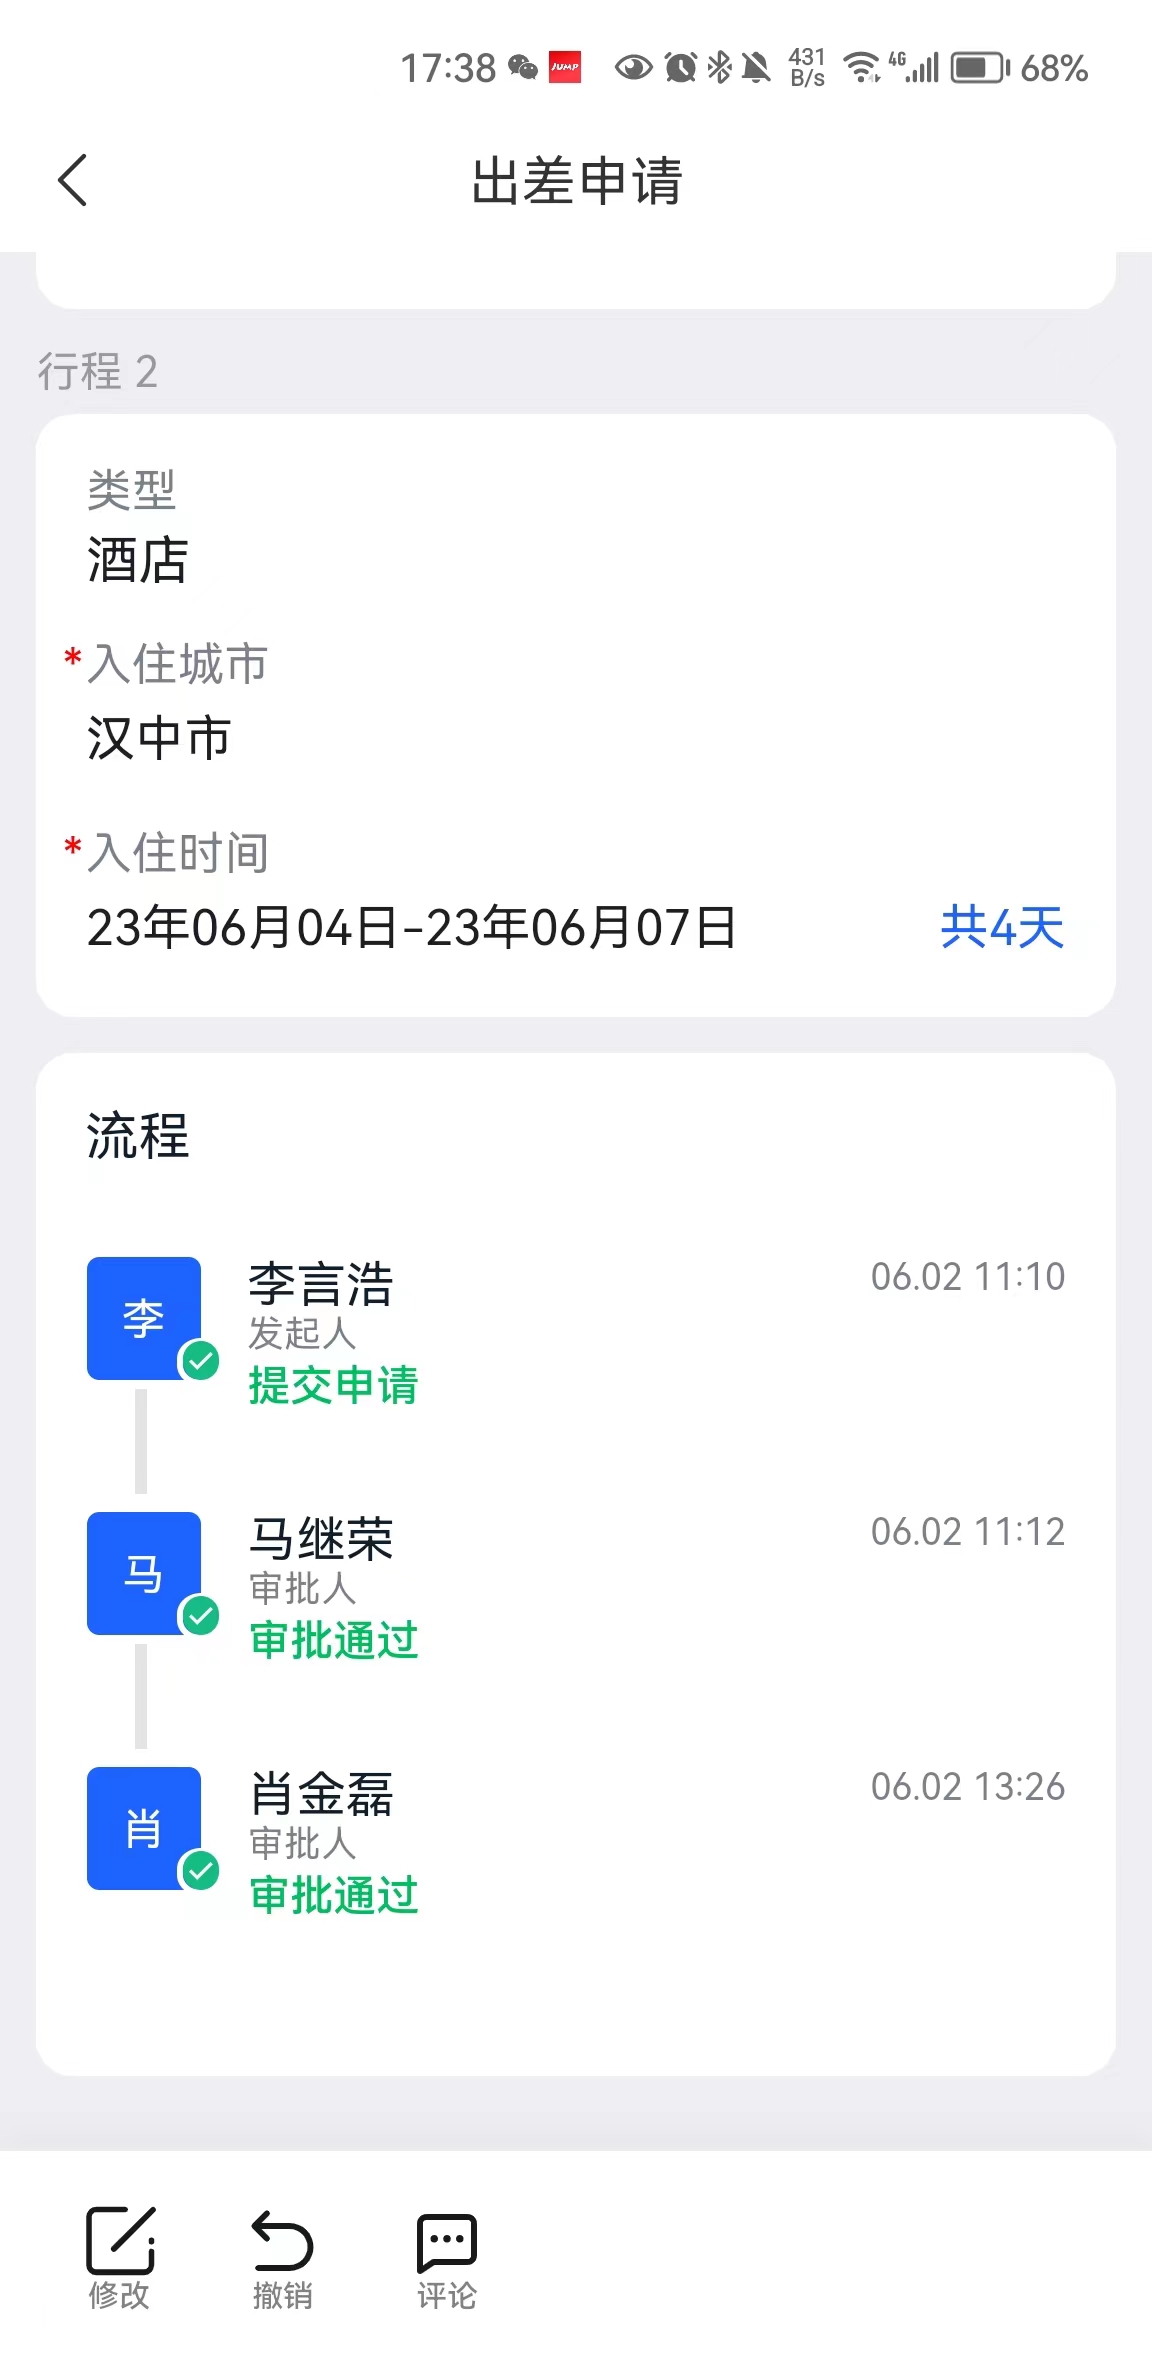 17:38 JUMP 431 B/s 4G 68%
出差申请
行程 2
类型
酒店
*入住城市
汉中市
*入住时间
23年06月04日-23年06月07日 共4天
流程
李 李言浩 06.02 11:10
发起人
提交申请
马 马继荣 06.02 11:12
审批人
审批通过
肖 肖金磊 06.02 13:26
审批人
审批通过
修改 撤销 评论